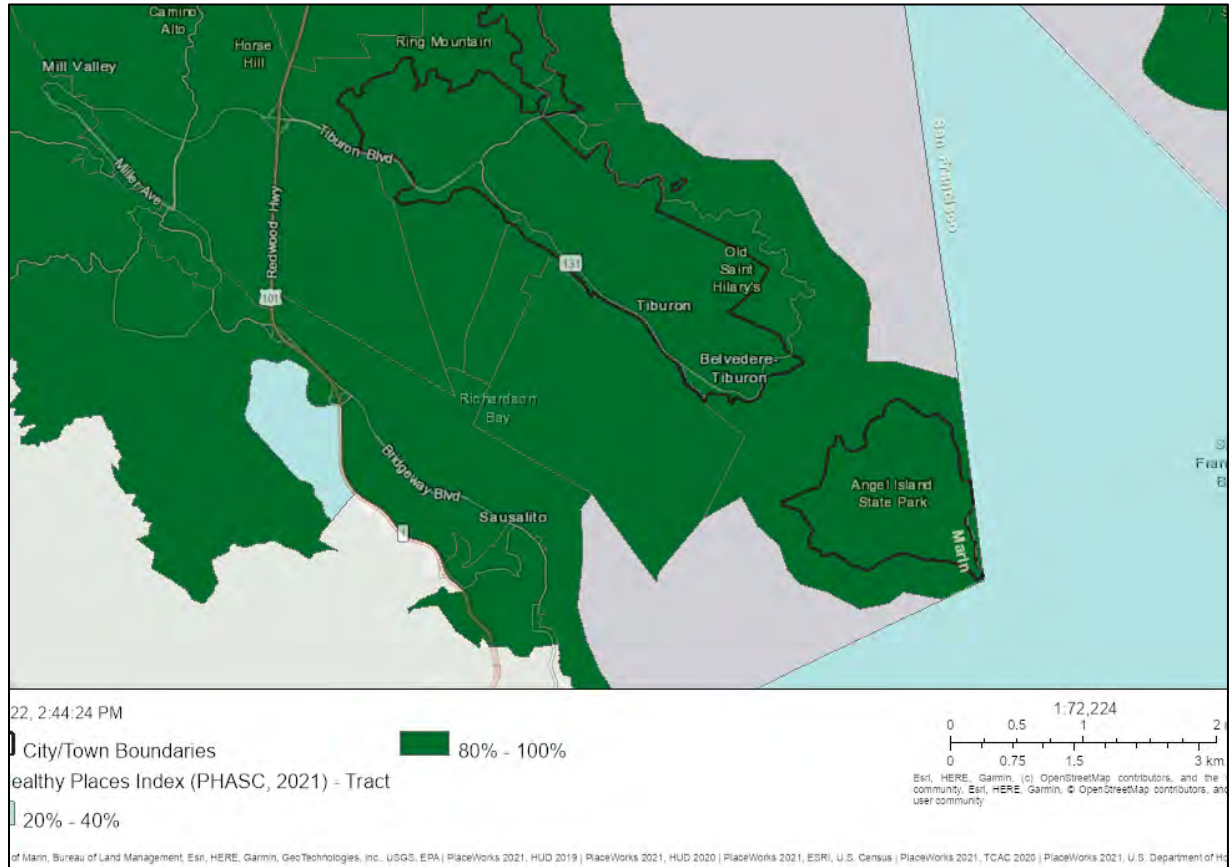 Camino
Alto
Horse
Hill
Ring Mountain
Mill Valley
Tiburon Blvd
Miller Ave
Redwood Hwy
San Francisco
101
131
Old
Saint
Hilary's
Tiburon
Belvedere-
Tiburon
Richardson
Bay
Bridgeway Blvd
Angel Island
State Park
Sausalito
1
Marin
S
Fran
B
22, 2:44:24 PM
City/Town Boundaries
80% - 100%
ealthy Places Index (PHASC, 2021) - Tract
20% - 40%
1:72,224
0 0.5 1 2
0 0.75 1.5 3 km
Esri, HERE, Garmin, (c) OpenStreetMap contributors, and the
community, Esri, HERE, Garmin, © OpenStreetMap contributors, and
user community
of Marin, Bureau of Land Management, Esri, HERE, Garmin, GeoTechnologies, Inc., USGS, EPA | PlaceWorks 2021, HUD 2019 | PlaceWorks 2021, HUD 2020 | PlaceWorks 2021, ESRI, U.S. Census | PlaceWorks 2021, TCAC 2020 | PlaceWorks 2021, U.S. Department of H